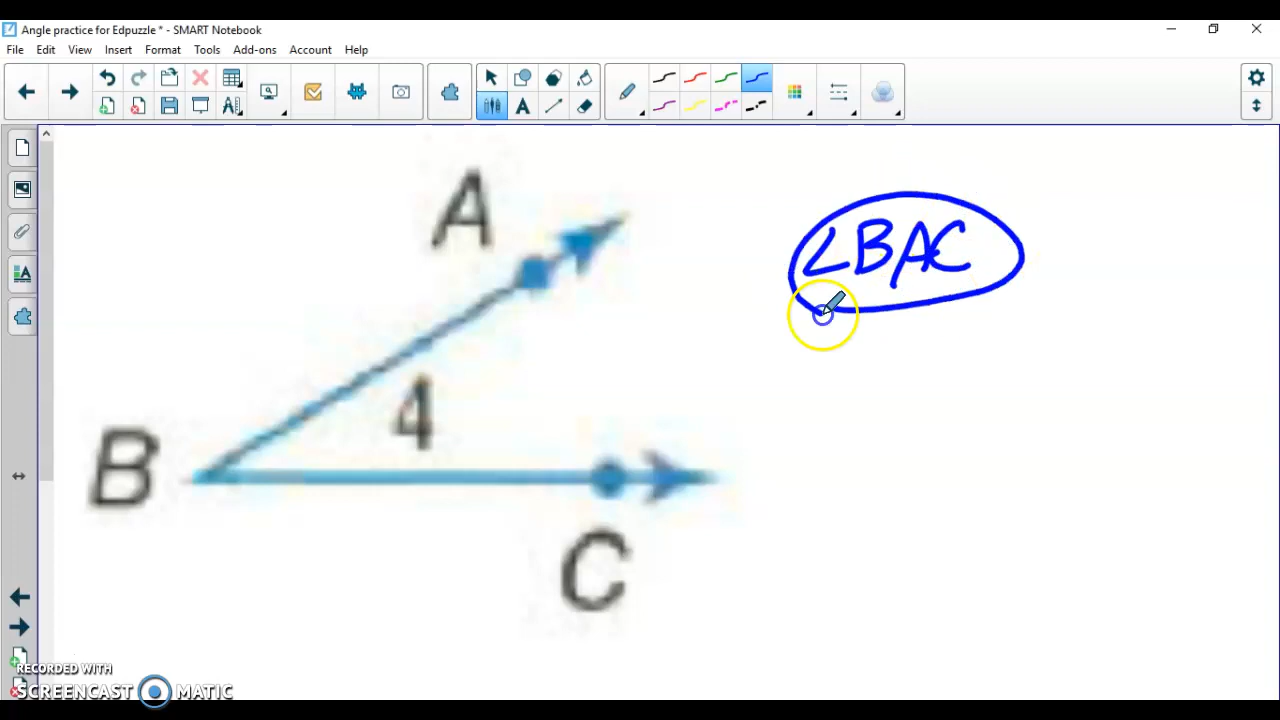 Angle practice for Edpuzzle * - SMART Notebook
File Edit View Insert Format Tools Add-ons Account Help
A
∠BAC
4
B
C
RECORDED WITH
SCREENCAST MATIC